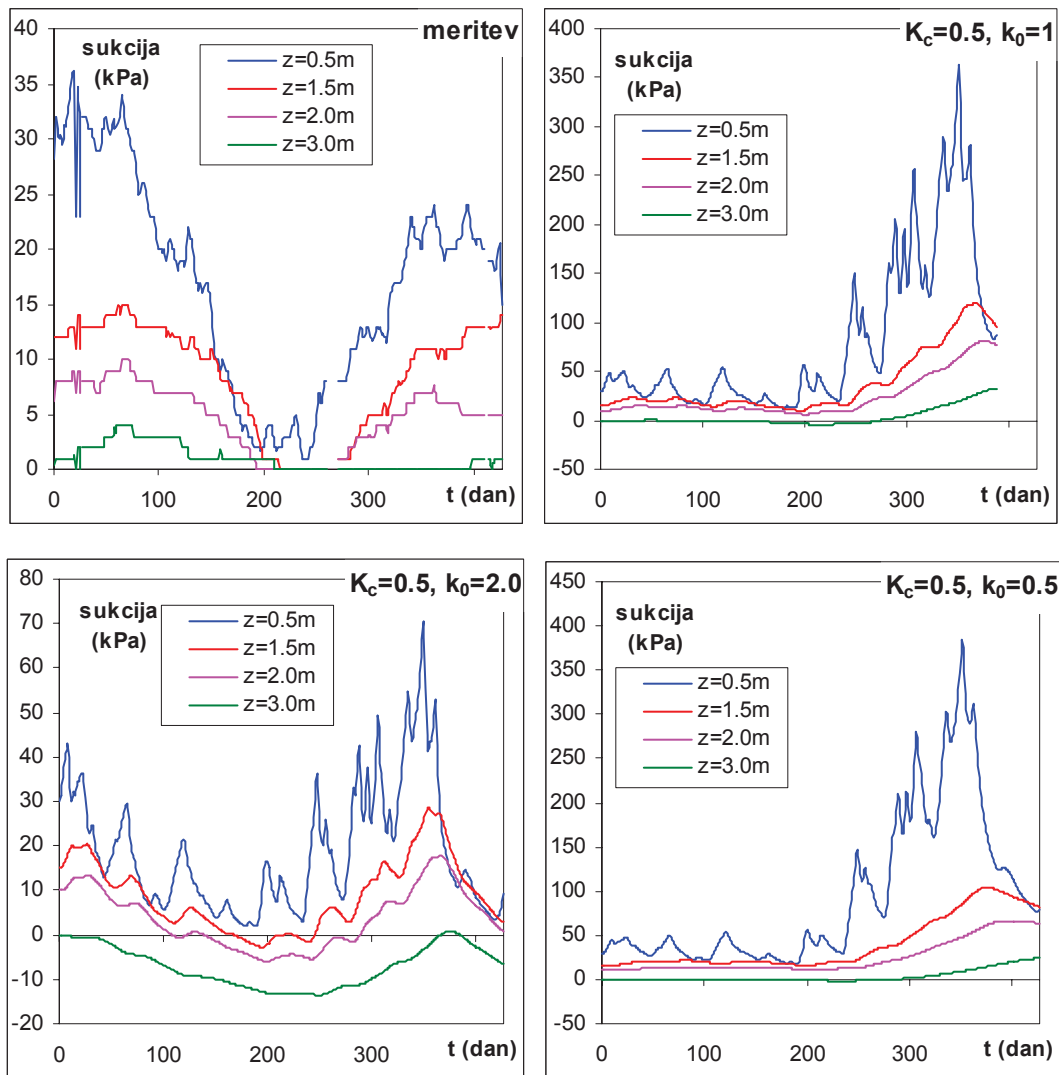 meritev
sukcija
(kPa)
z=0.5m
z=1.5m
z=2.0m
z=3.0m
40
35
30
25
20
15
10
5
0
0
100
200
300
t (dan)
Kc=0.5, k0=1
sukcija
(kPa)
z=0.5m
z=1.5m
z=2.0m
z=3.0m
400
350
300
250
200
150
100
50
0
-50
0
100
200
300
t (dan)
Kc=0.5, k0=2.0
sukcija
(kPa)
z=0.5m
z=1.5m
z=2.0m
z=3.0m
80
70
60
50
40
30
20
10
0
-10
-20
0
100
200
300
t (dan)
Kc=0.5, k0=0.5
sukcija
(kPa)
z=0.5m
z=1.5m
z=2.0m
z=3.0m
450
400
350
300
250
200
150
100
50
0
-50
0
100
200
300
t (dan)